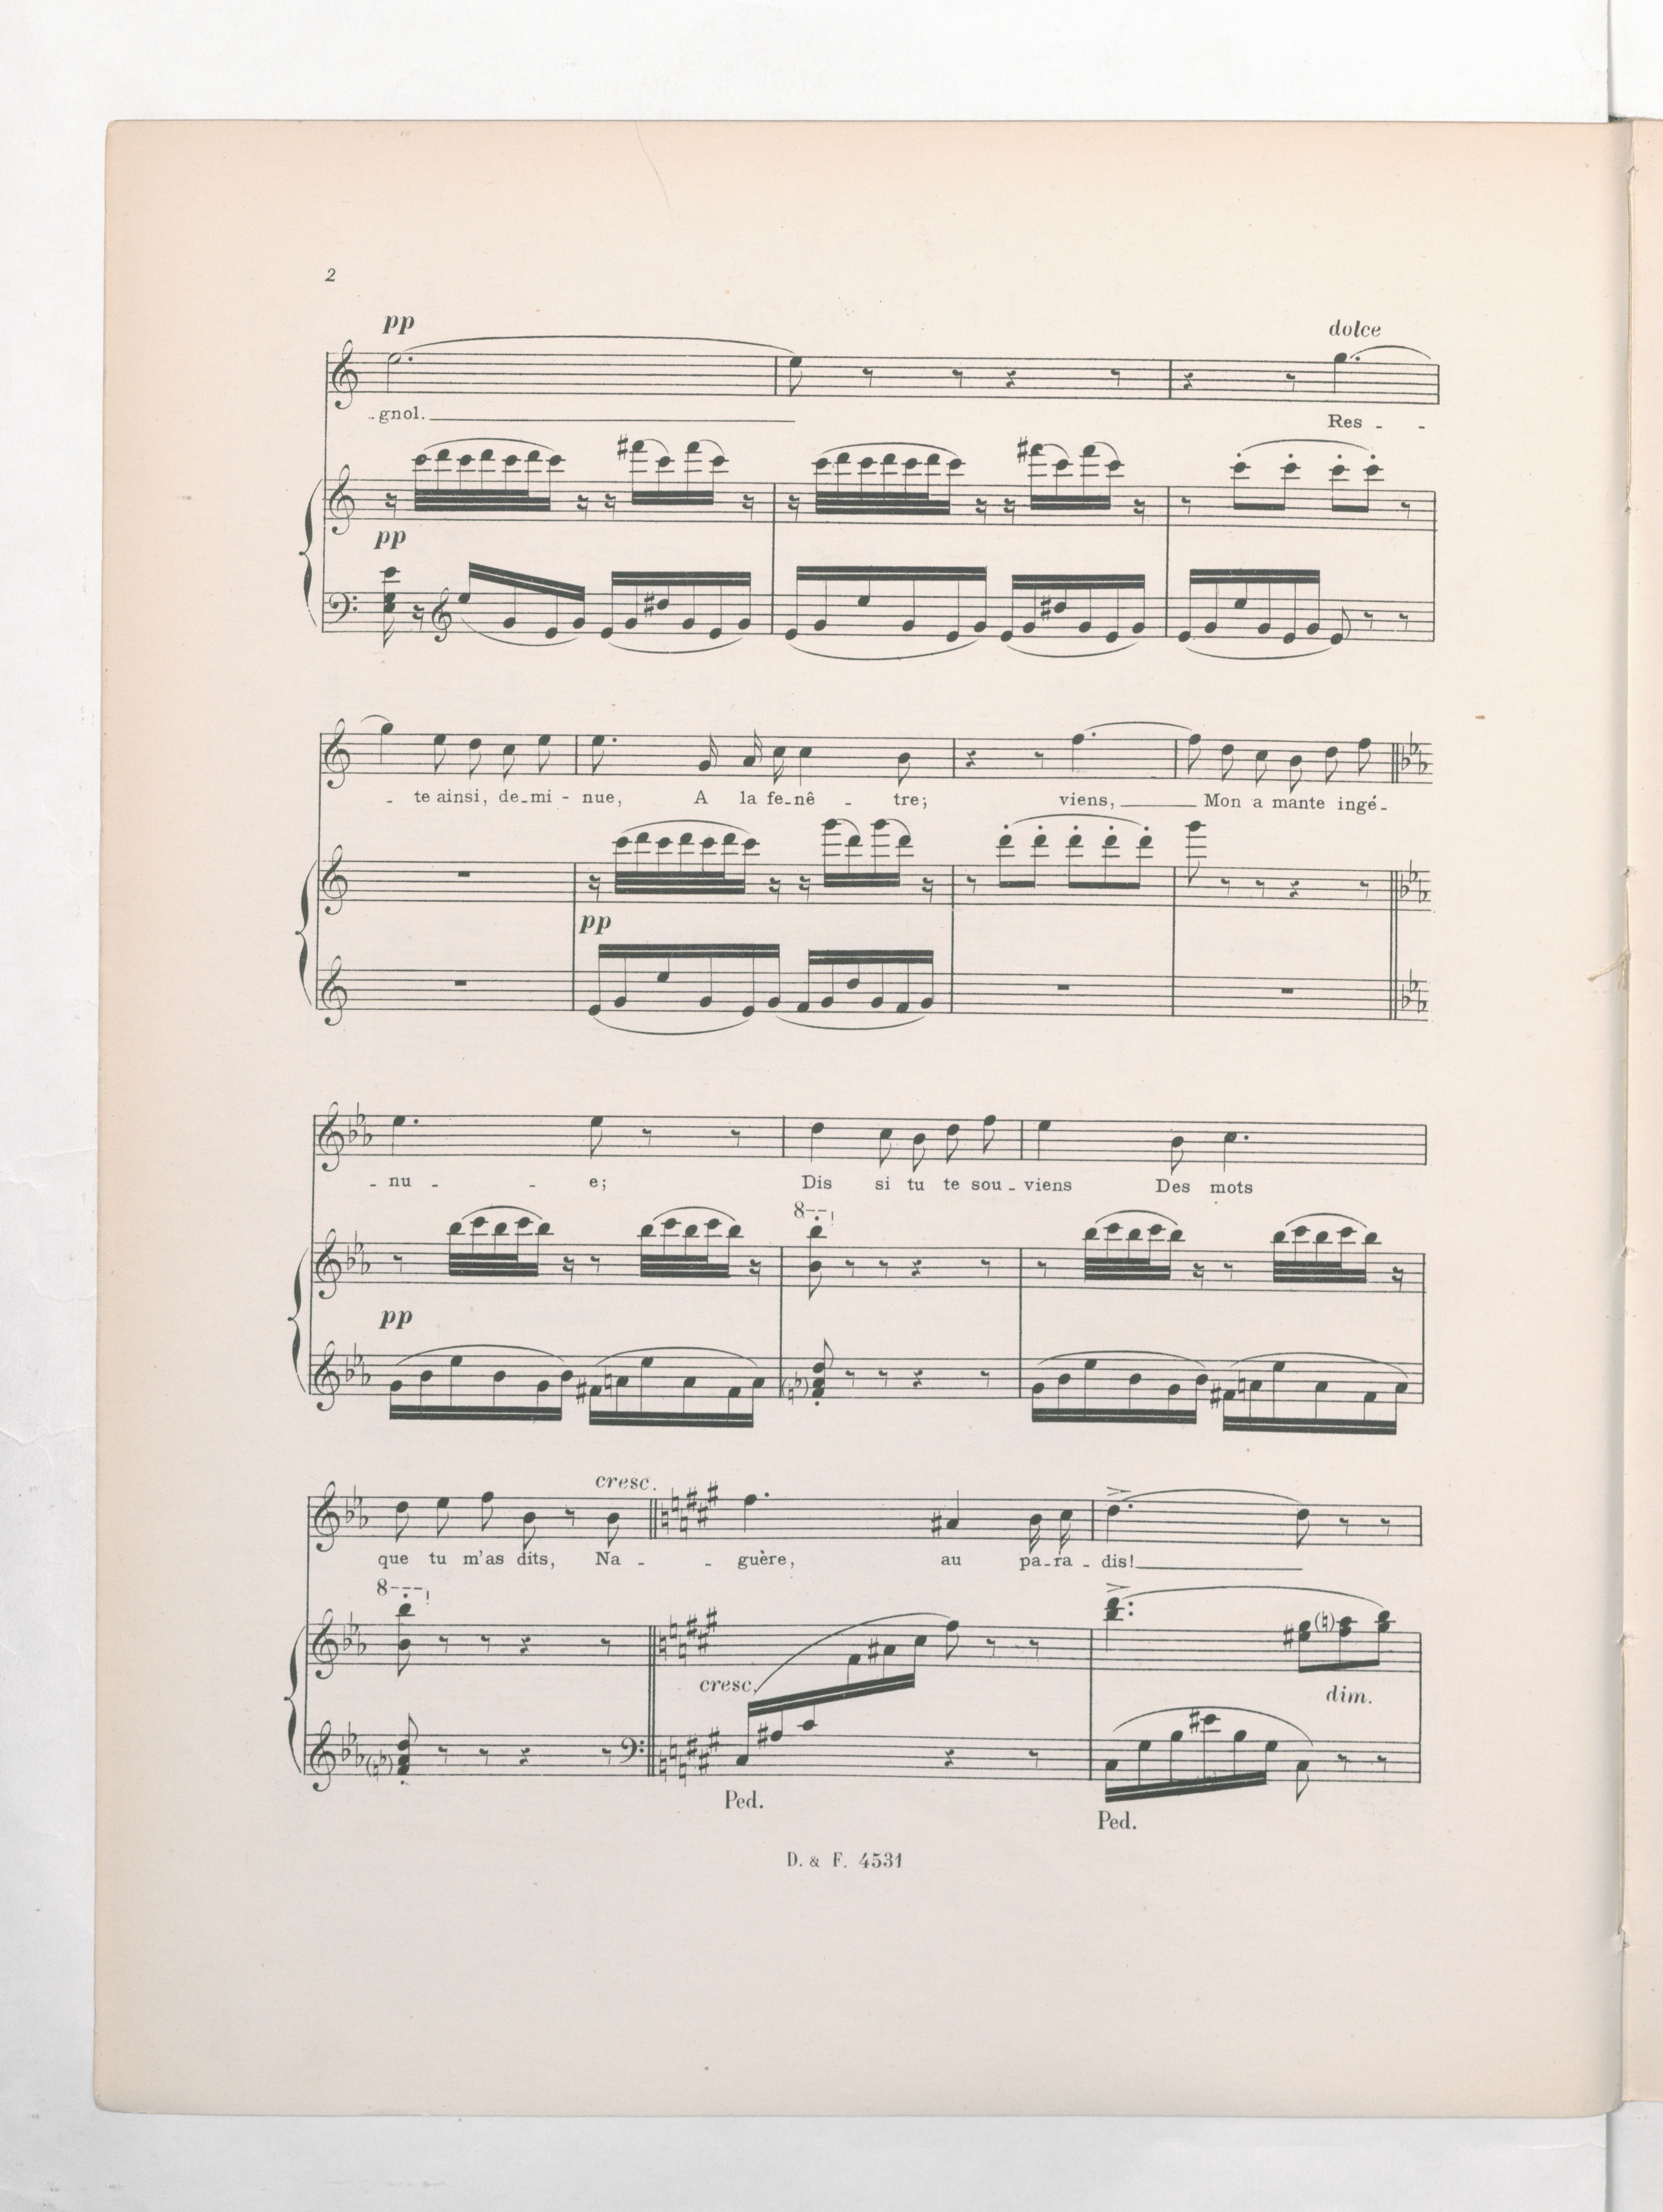 2
pp
dolce
- gnol. Res - -
pp
- te ainsi, de-mi - nue, A la fe-nê - tre; viens, Mon a mante ingé-
pp
- nu - - e; Dis si tu te sou-viens Des mots
8
pp
cresc.
que tu m'as dits, Na - - guère, au pa-ra-dis!
8
cresc.
dim.
Ped.
Ped.
D. & F. 4531